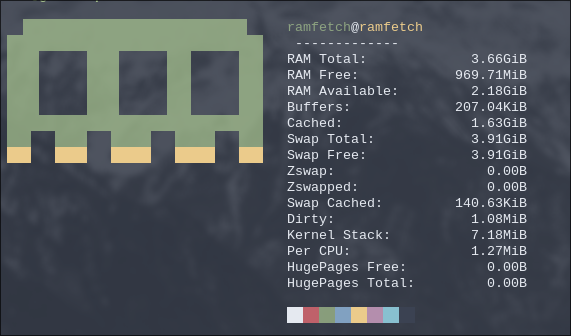 ramfetch@ramfetch
-------------
RAM Total: 3.66GiB
RAM Free: 969.71MiB
RAM Available: 2.18GiB
Buffers: 207.04KiB
Cached: 1.63GiB
Swap Total: 3.91GiB
Swap Free: 3.91GiB
Zswap: 0.00B
Zswapped: 0.00B
Swap Cached: 140.63KiB
Dirty: 1.08MiB
Kernel Stack: 7.18MiB
Per CPU: 1.27MiB
HugePages Free: 0.00B
HugePages Total: 0.00B